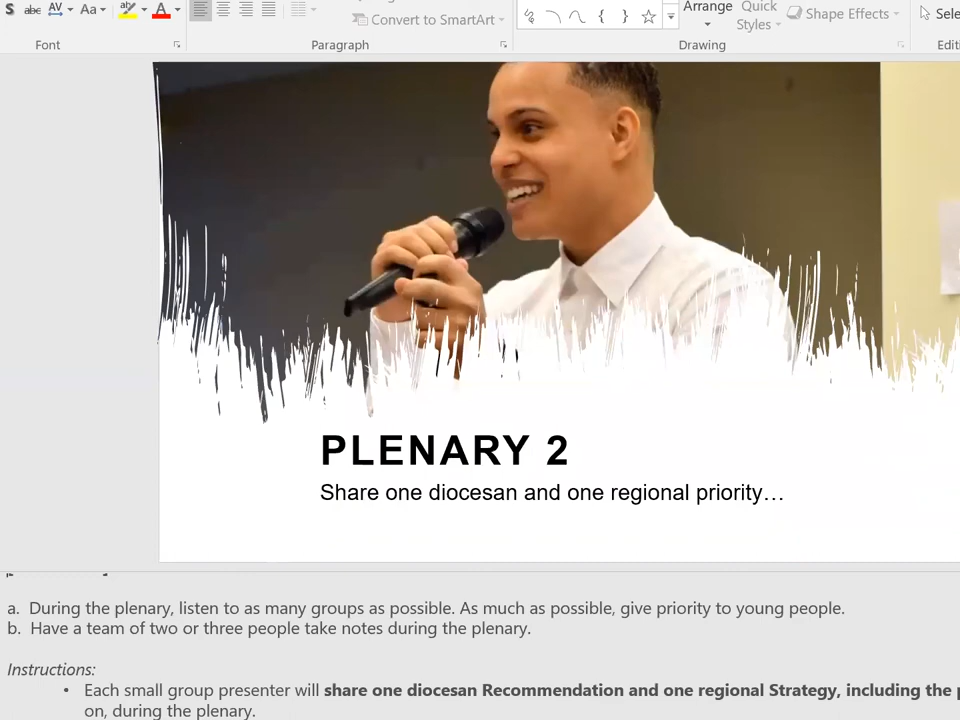 S abc AV Aa ab A
Convert to SmartArt
Arrange
Quick
Styles
Shape Effects
Font
Paragraph
Drawing
PLENARY 2
Share one diocesan and one regional priority…
a. During the plenary, listen to as many groups as possible. As much as possible, give priority to young people.
b. Have a team of two or three people take notes during the plenary.
Instructions:
• Each small group presenter will share one diocesan Recommendation and one regional Strategy, including the
on, during the plenary.